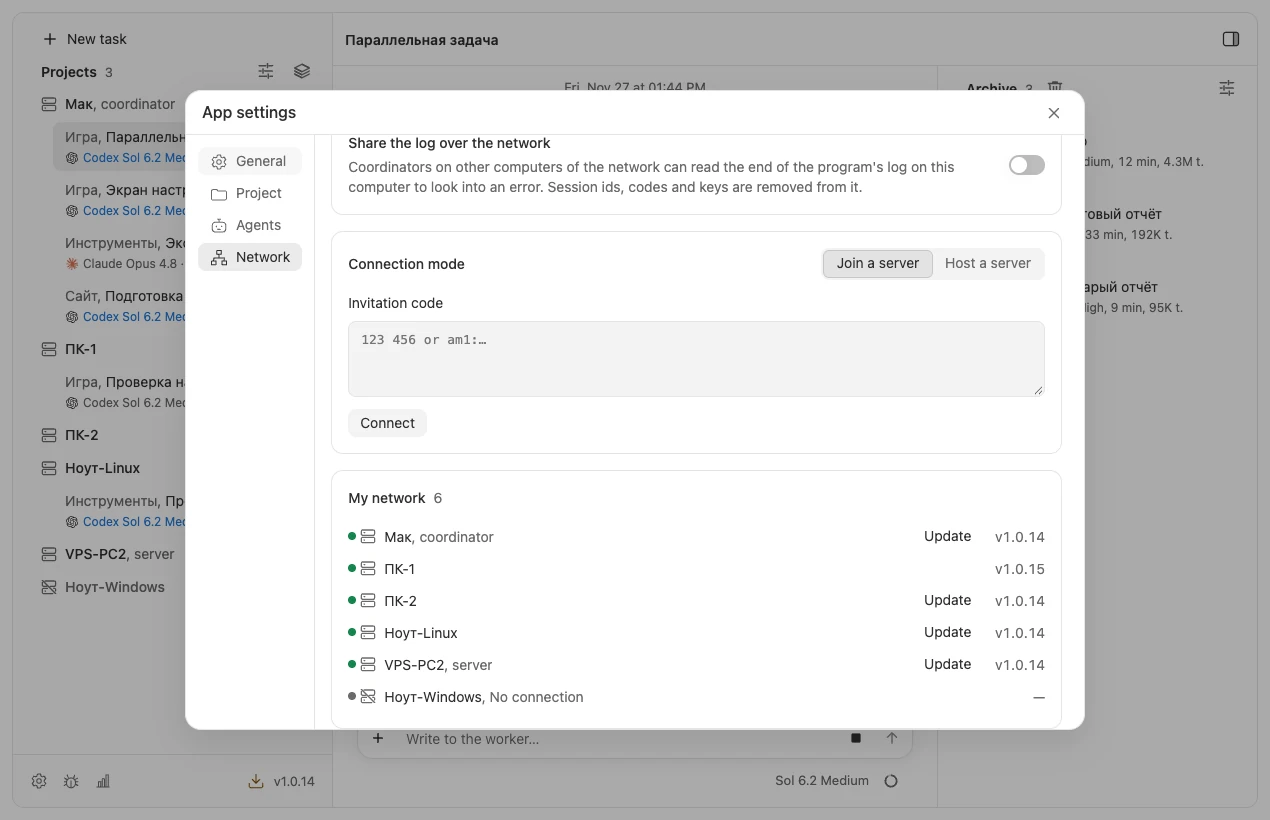 New task
Projects 3
Мак, coordinator
Игра, Параллельн
Codex Sol 6.2 Med
Игра, Экран настр
Codex Sol 6.2 Med
Инструменты, Эк
Claude Opus 4.8 ·
Сайт, Подготовка
Codex Sol 6.2 Med
ПК-1
Игра, Проверка н
Codex Sol 6.2 Med
ПК-2
Ноут-Linux
Инструменты, Пр
Codex Sol 6.2 Med
VPS-PC2, server
Ноут-Windows
v1.0.14
Параллельная задача
Fri, Nov 27 at 01:44 PM
App settings
General
Project
Agents
Network
Share the log over the network
Coordinators on other computers of the network can read the end of the program's log on this
computer to look into an error. Session ids, codes and keys are removed from it.
Connection mode
Join a server
Host a server
Invitation code
123 456 or am1:…
Connect
My network 6
Мак, coordinator Update v1.0.14
ПК-1 v1.0.15
ПК-2 Update v1.0.14
Ноут-Linux Update v1.0.14
VPS-PC2, server Update v1.0.14
Ноут-Windows, No connection —
Write to the worker…
Sol 6.2 Medium
Archive 3
dium, 12 min, 4.3M t.
товый отчёт
33 min, 192K t.
арый отчёт
igh, 9 min, 95K t.